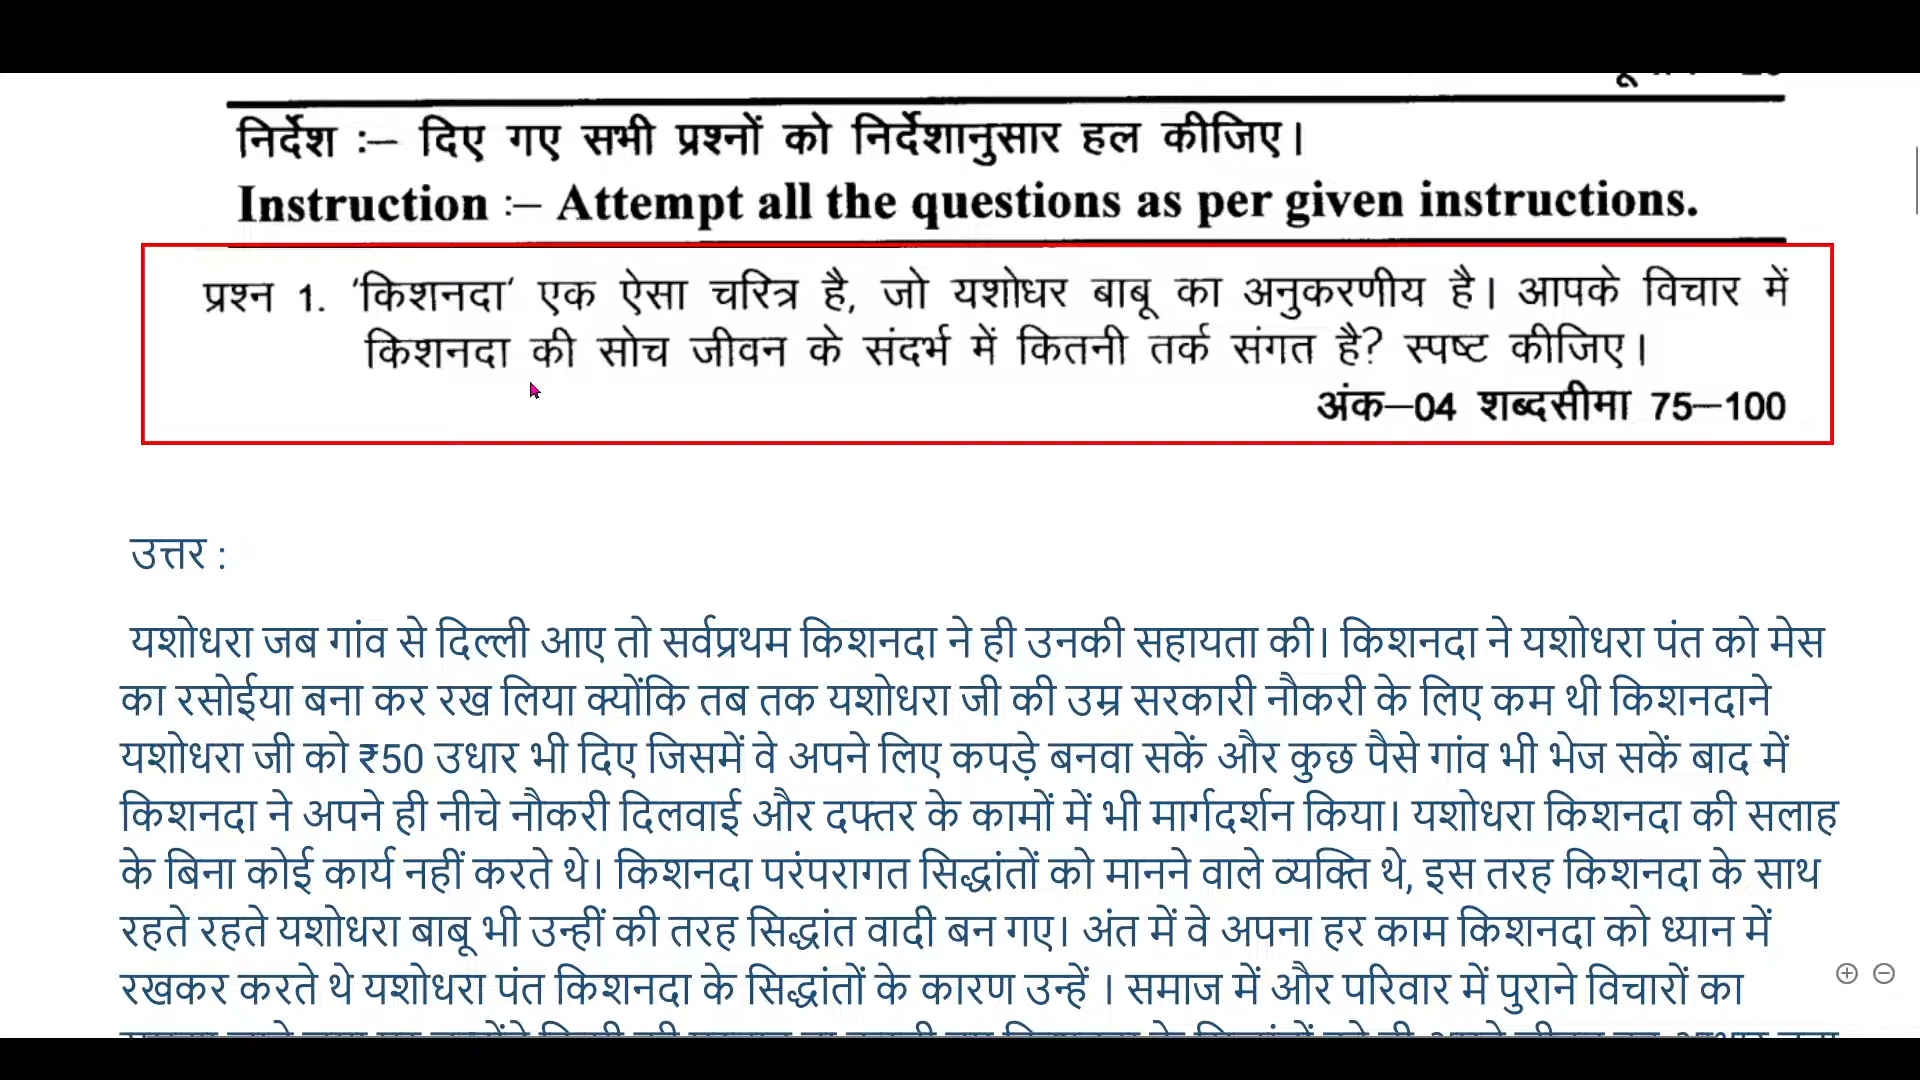 निर्देश :– दिए गए सभी प्रश्नों को निर्देशानुसार हल कीजिए।
Instruction :– Attempt all the questions as per given instructions.
प्रश्न 1. 'किशनदा' एक ऐसा चरित्र है, जो यशोधर बाबू का अनुकरणीय है। आपके विचार में
किशनदा की सोच जीवन के संदर्भ में कितनी तर्क संगत है? स्पष्ट कीजिए।
अंक–04 शब्दसीमा 75–100
उत्तर :
यशोधरा जब गांव से दिल्ली आए तो सर्वप्रथम किशनदा ने ही उनकी सहायता की। किशनदा ने यशोधरा पंत को मेस
का रसोईया बना कर रख लिया क्योंकि तब तक यशोधरा जी की उम्र सरकारी नौकरी के लिए कम थी किशनदाने
यशोधरा जी को ₹50 उधार भी दिए जिसमें वे अपने लिए कपड़े बनवा सकें और कुछ पैसे गांव भी भेज सकें बाद में
किशनदा ने अपने ही नीचे नौकरी दिलवाई और दफ्तर के कामों में भी मार्गदर्शन किया। यशोधरा किशनदा की सलाह
के बिना कोई कार्य नहीं करते थे। किशनदा परंपरागत सिद्धांतों को मानने वाले व्यक्ति थे, इस तरह किशनदा के साथ
रहते रहते यशोधरा बाबू भी उन्हीं की तरह सिद्धांत वादी बन गए। अंत में वे अपना हर काम किशनदा को ध्यान में
रखकर करते थे यशोधरा पंत किशनदा के सिद्धांतों के कारण उन्हें । समाज में और परिवार में पुराने विचारों का